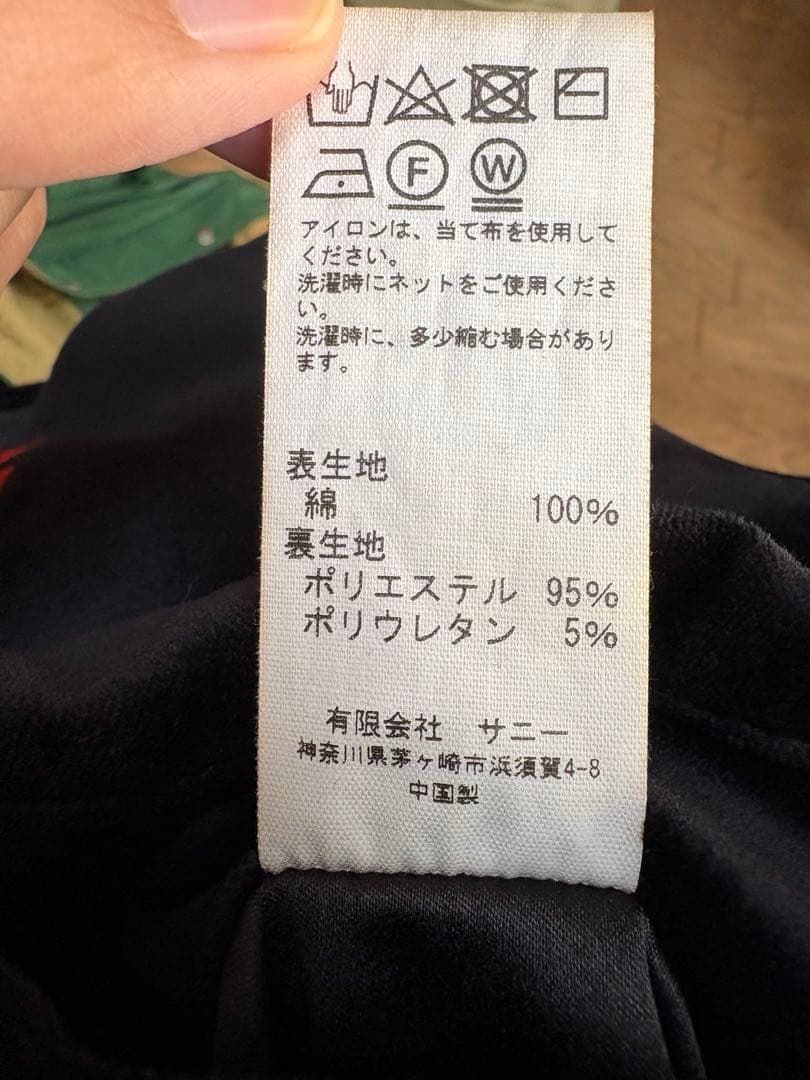 F W
アイロンは、当て布を使用して
ください。
洗濯時にネットをご使用くださ
い。
洗濯時に、多少縮む場合があり
ます。
表生地
綿 100%
裏生地
ポリエステル 95%
ポリウレタン 5%
有限会社 サニー
神奈川県茅ヶ崎市浜須賀4-8
中国製